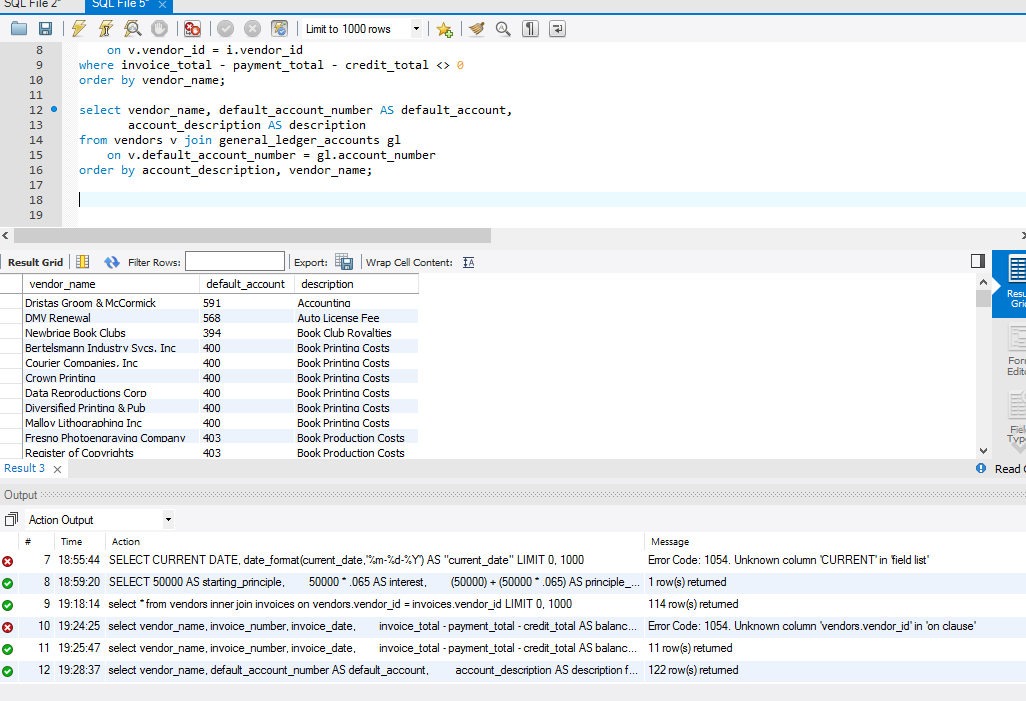 SQL File 2*
SQL File 5*
Limit to 1000 rows
8 on v.vendor_id = i.vendor_id
9 where invoice_total - payment_total - credit_total <> 0
10 order by vendor_name;
11
12 select vendor_name, default_account_number AS default_account,
13 account_description AS description
14 from vendors v join general_ledger_accounts gl
15 on v.default_account_number = gl.account_number
16 order by account_description, vendor_name;
17
18
19
Result Grid Filter Rows: Export: Wrap Cell Content: IA
vendor_name default_account description
Dristas Groom & McCormick 591 Accounting
DMV Renewal 568 Auto License Fee
Newbrige Book Clubs 394 Book Club Royalties
Bertelsmann Industry Svcs. Inc 400 Book Printing Costs
Courier Companies, Inc 400 Book Printing Costs
Crown Printing 400 Book Printing Costs
Data Reproductions Corp 400 Book Printing Costs
Diversified Printing & Pub 400 Book Printing Costs
Malloy Lithographing Inc 400 Book Printing Costs
Fresno Photoengraving Company 403 Book Production Costs
Register of Copyrights 403 Book Production Costs
Result 3
Read
Output
Action Output
# Time Action Message
7 18:55:44 SELECT CURRENT DATE, date_format(current_date,'%m-%d-%Y') AS "current_date" LIMIT 0, 1000 Error Code: 1054. Unknown column 'CURRENT' in 'field list'
8 18:59:20 SELECT 50000 AS starting_principle, 50000 * .065 AS interest, (50000) + (50000 * .065) AS principle_... 1 row(s) returned
9 19:18:14 select * from vendors inner join invoices on vendors.vendor_id = invoices.vendor_id LIMIT 0, 1000 114 row(s) returned
10 19:24:25 select vendor_name, invoice_number, invoice_date, invoice_total - payment_total - credit_total AS balanc... Error Code: 1054. Unknown column 'vendors.vendor_id' in 'on clause'
11 19:25:47 select vendor_name, invoice_number, invoice_date, invoice_total - payment_total - credit_total AS balanc... 11 row(s) returned
12 19:28:37 select vendor_name, default_account_number AS default_account, account_description AS description f... 122 row(s) returned